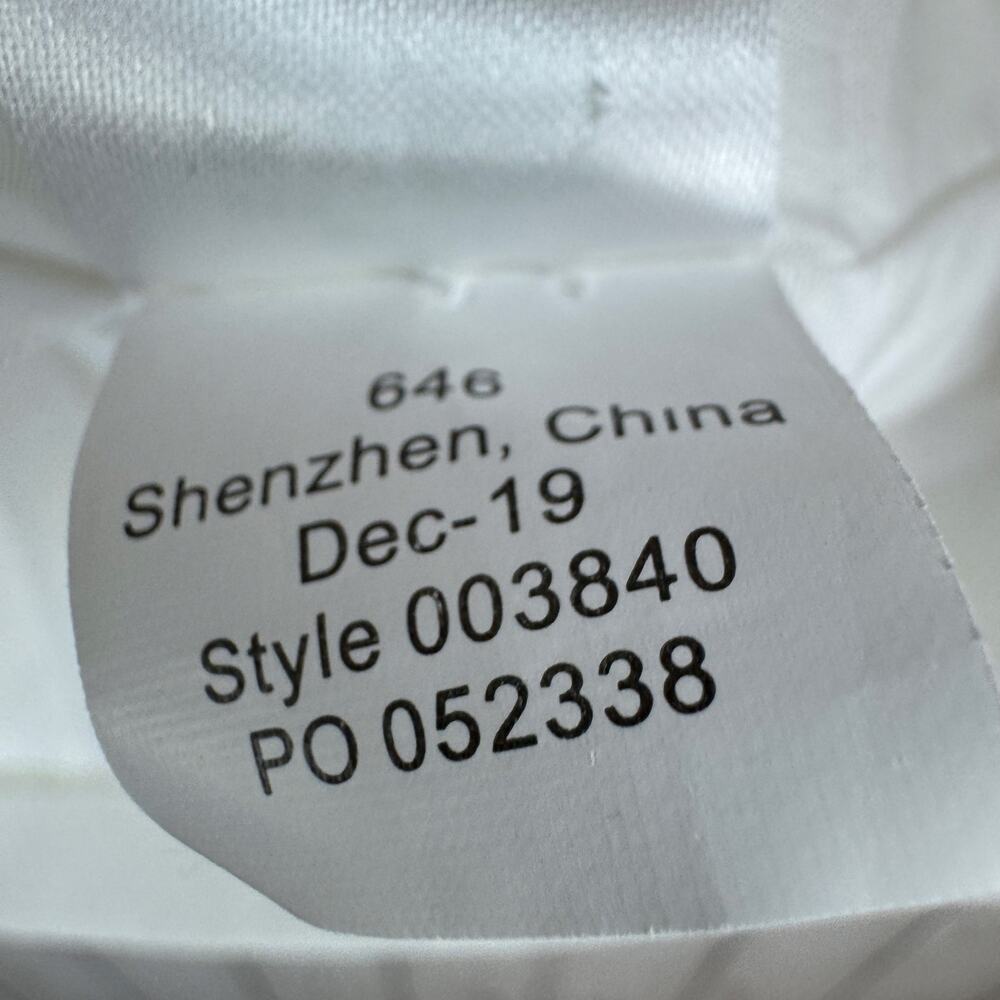 646
Shenzhen, China
Dec-19
Style 003840
PO 052338